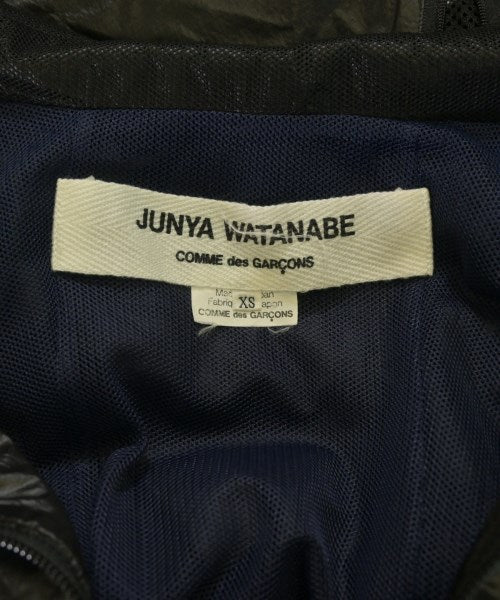 JUNYA WATANABE
COMME des GARÇONS
XS
COMME des GARÇONS